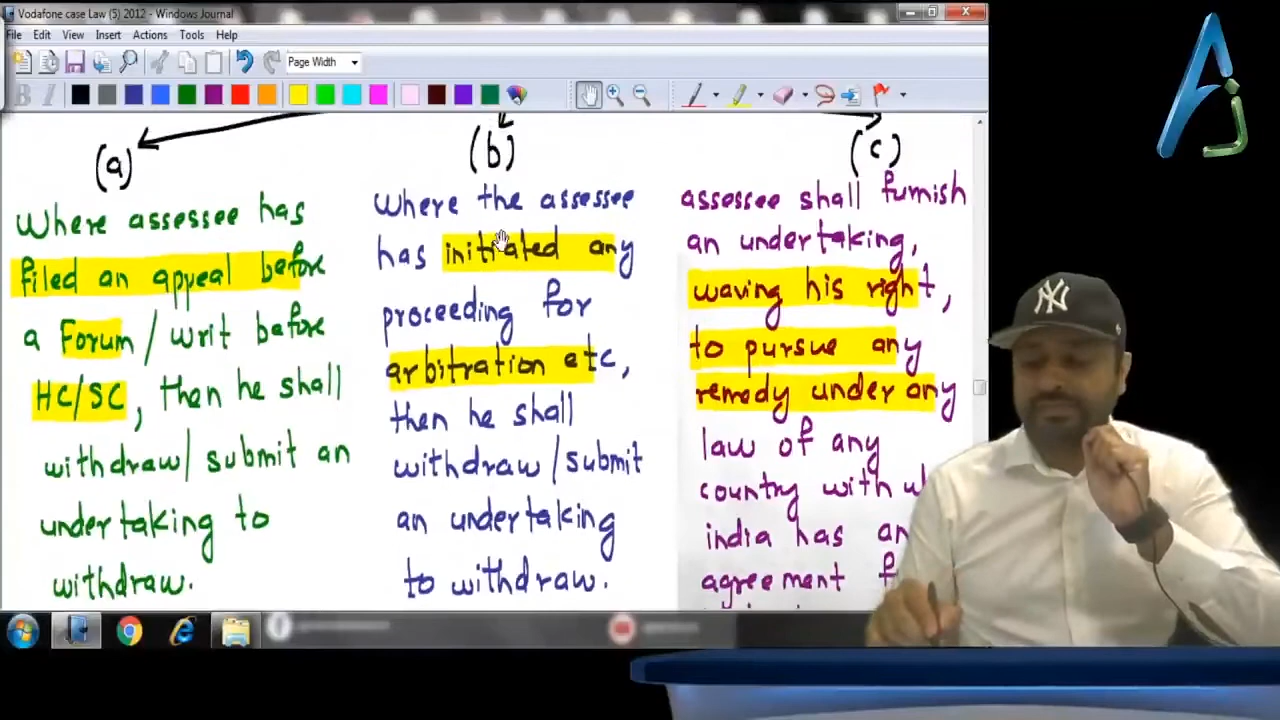 Vodafone case Law (5) 2012 - Windows Journal
File Edit View Insert Actions Tools Help
Page Width
(a)
Where assessee has
filed an appeal before
a Forum/writ before
HC/SC, then he shall
withdraw/submit an
undertaking to
withdraw.
(b)
Where the assessee
has initiated any
proceeding for
arbitration etc,
then he shall
withdraw/submit
an undertaking
to withdraw.
(c)
assessee shall furnish
an undertaking,
waving his right,
to pursue any
remedy under any
law of any
country with
india has
agreement
NY